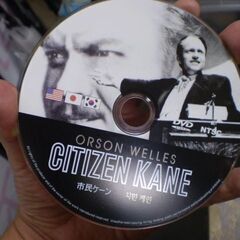 DVD
NTSC
ORSON WELLES
CITIZEN KANE
市民ケーン
시민 케인